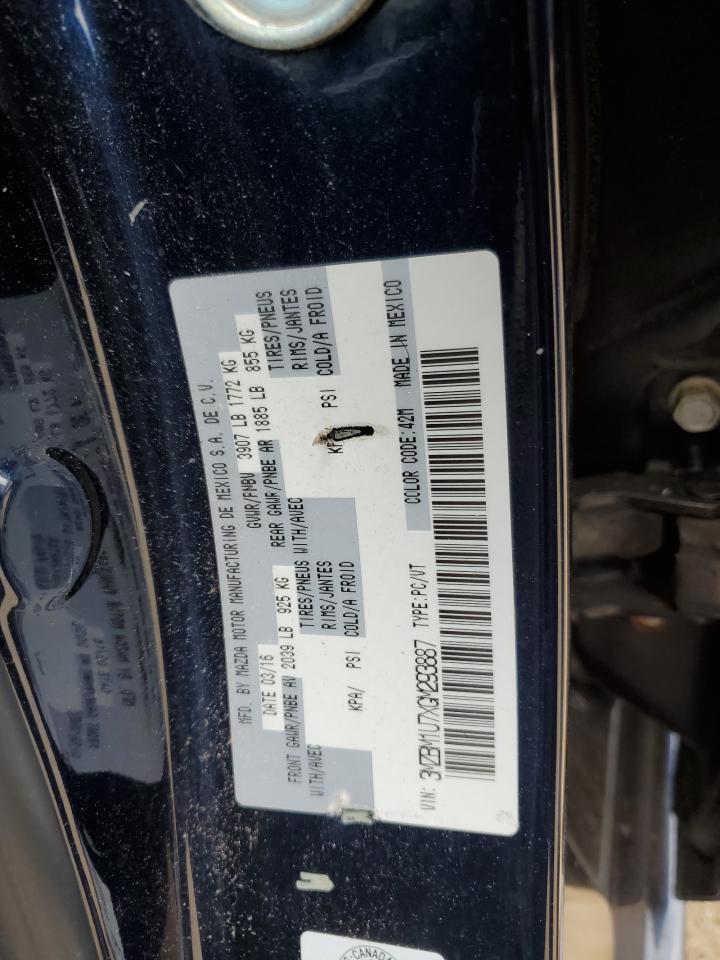 MFD. BY MAZDA MOTOR MANUFACTURING DE MEXICO S.A. DE C.V.
DATE 03/16 GVWR/PNBV 3907 LB 1772 KG
FRONT GAWR/PNBE AV 2039 LB 925 KG REAR GAWR/PNBE AR 1885 LB 855 KG
WITH/AVEC TIRES/PNEUS WITH/AVEC TIRES/PNEUS
RIMS/JANTES RIMS/JANTES
KPA/ PSI COLD/A FROID PSI COLD/A FROID
COLOR CODE:42M MADE IN MEXICO
VIN: 3MZBM1U7XGM293887 TYPE:PC/VT
CANADA